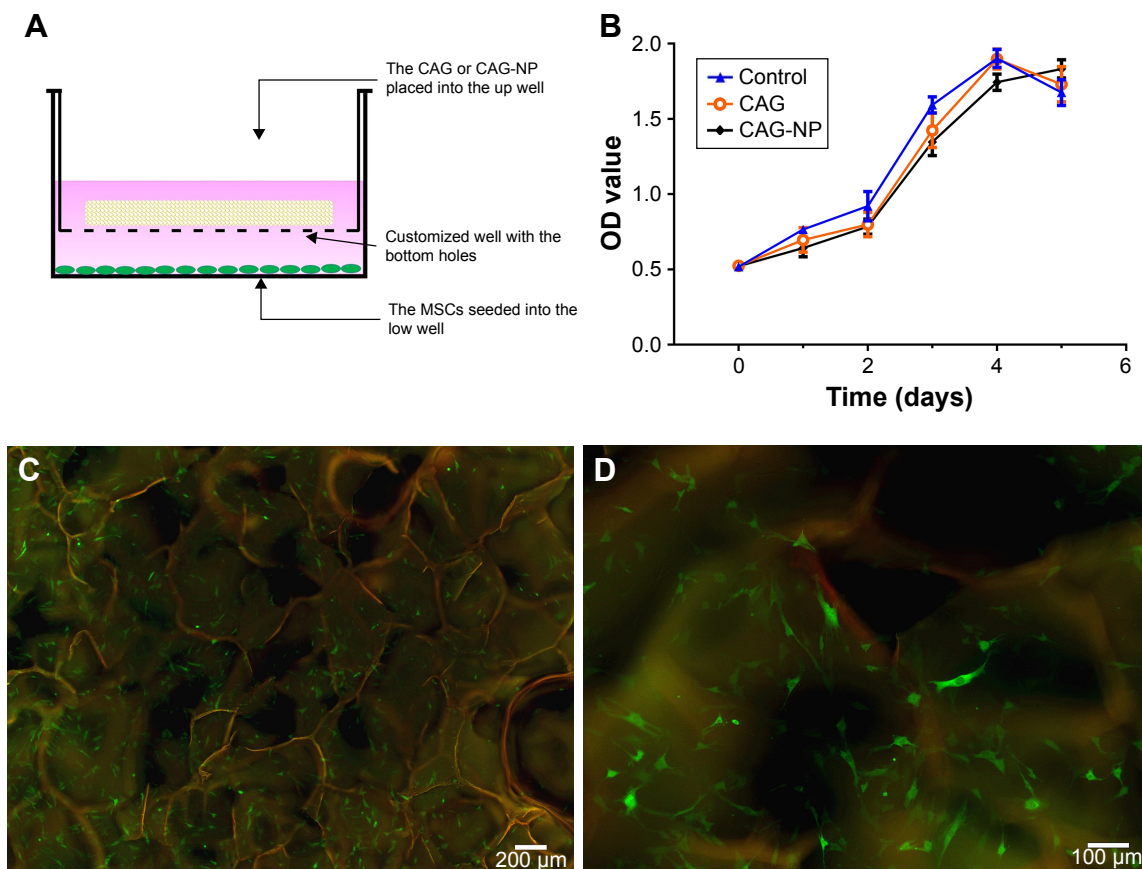 A
The CAG or CAG-NP
placed into the up well
Customized well with the
bottom holes
The MSCs seeded into the
low well
B
2.0
1.5
1.0
0.5
0.0
OD value
Control
CAG
CAG-NP
0
2
4
6
Time (days)
C
200 µm
D
100 µm